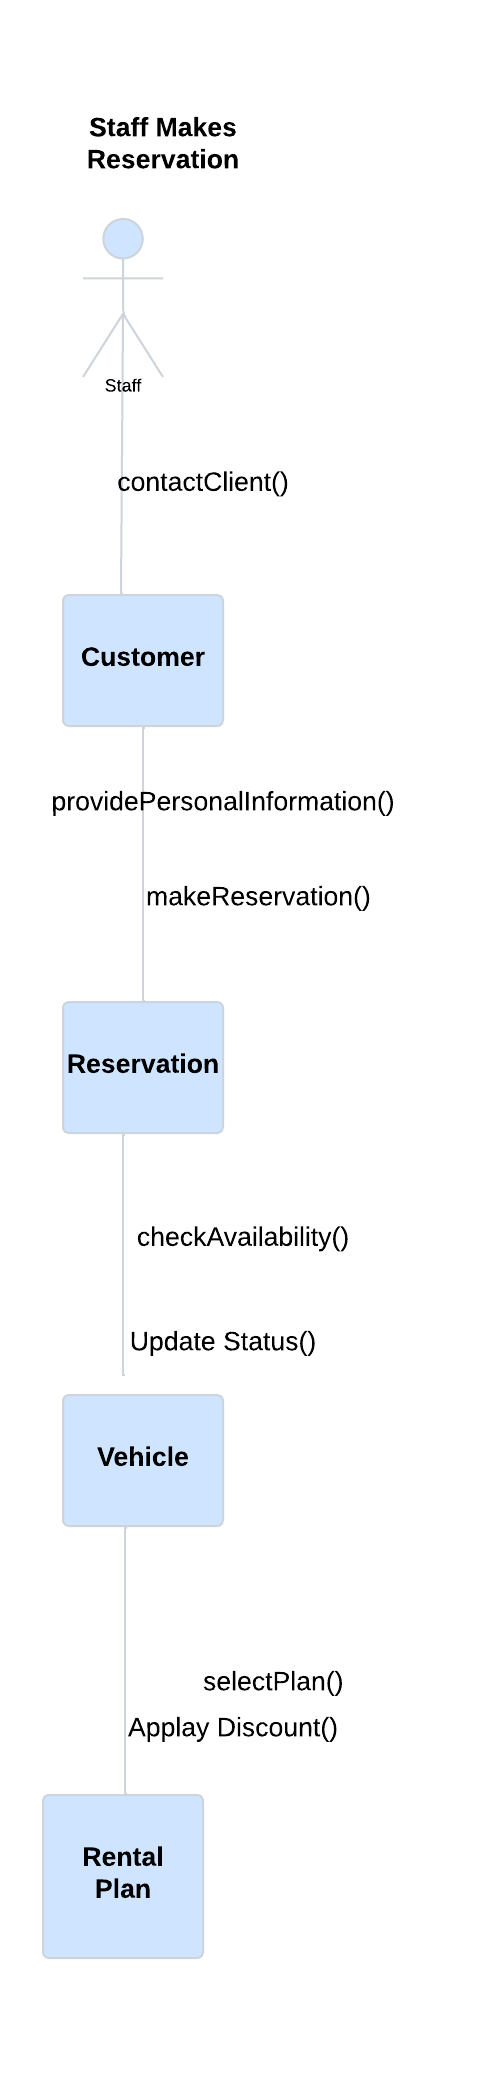 Staff Makes
Reservation
Staff
contactClient()
Customer
providePersonalInformation()
makeReservation()
Reservation
checkAvailability()
Update Status()
Vehicle
selectPlan()
Applay Discount()
Rental
Plan